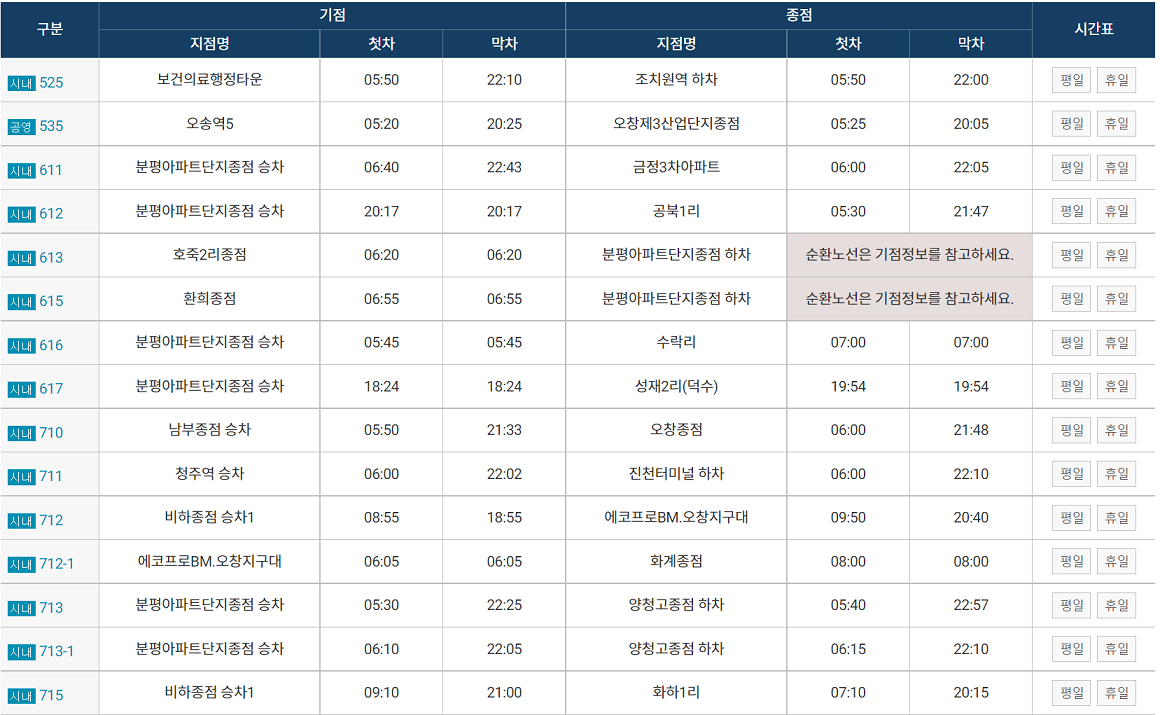 구분 기점 종점 시간표
지점명 첫차 막차 지점명 첫차 막차
시내 525 보건의료행정타운 05:50 22:10 조치원역 하차 05:50 22:00 평일 휴일
공영 535 오송역5 05:20 20:25 오창제3산업단지종점 05:25 20:05 평일 휴일
시내 611 분평아파트단지종점 승차 06:40 22:43 금정3차아파트 06:00 22:05 평일 휴일
시내 612 분평아파트단지종점 승차 20:17 20:17 공북1리 05:30 21:47 평일 휴일
시내 613 호죽2리종점 06:20 06:20 분평아파트단지종점 하차 순환노선은 기점정보를 참고하세요. 평일 휴일
시내 615 환희종점 06:55 06:55 분평아파트단지종점 하차 순환노선은 기점정보를 참고하세요. 평일 휴일
시내 616 분평아파트단지종점 승차 05:45 05:45 수락리 07:00 07:00 평일 휴일
시내 617 분평아파트단지종점 승차 18:24 18:24 성재2리(덕수) 19:54 19:54 평일 휴일
시내 710 남부종점 승차 05:50 21:33 오창종점 06:00 21:48 평일 휴일
시내 711 청주역 승차 06:00 22:02 진천터미널 하차 06:00 22:10 평일 휴일
시내 712 비하종점 승차1 08:55 18:55 에코프로BM.오창지구대 09:50 20:40 평일 휴일
시내 712-1 에코프로BM.오창지구대 06:05 06:05 화계종점 08:00 08:00 평일 휴일
시내 713 분평아파트단지종점 승차 05:30 22:25 양청고종점 하차 05:40 22:57 평일 휴일
시내 713-1 분평아파트단지종점 승차 06:10 22:05 양청고종점 하차 06:15 22:10 평일 휴일
시내 715 비하종점 승차1 09:10 21:00 화하1리 07:10 20:15 평일 휴일